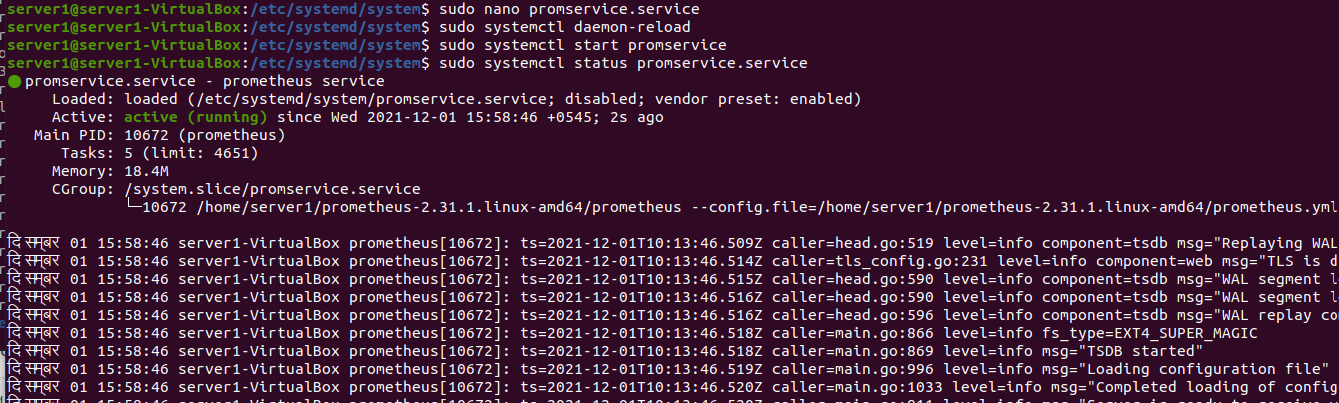 server1@server1-VirtualBox:/etc/systemd/system$ sudo nano promservice.service
server1@server1-VirtualBox:/etc/systemd/system$ sudo systemctl daemon-reload
server1@server1-VirtualBox:/etc/systemd/system$ sudo systemctl start promservice
server1@server1-VirtualBox:/etc/systemd/system$ sudo systemctl status promservice.service
● promservice.service - prometheus service
Loaded: loaded (/etc/systemd/system/promservice.service; disabled; vendor preset: enabled)
Active: active (running) since Wed 2021-12-01 15:58:46 +0545; 2s ago
Main PID: 10672 (prometheus)
Tasks: 5 (limit: 4651)
Memory: 18.4M
CGroup: /system.slice/promservice.service
└─10672 /home/server1/prometheus-2.31.1.linux-amd64/prometheus --config.file=/home/server1/prometheus-2.31.1.linux-amd64/prometheus.yml
दिसम्बर 01 15:58:46 server1-VirtualBox prometheus[10672]: ts=2021-12-01T10:13:46.509Z caller=head.go:519 level=info component=tsdb msg="Replaying WAL
दिसम्बर 01 15:58:46 server1-VirtualBox prometheus[10672]: ts=2021-12-01T10:13:46.514Z caller=tls_config.go:231 level=info component=web msg="TLS is d
दिसम्बर 01 15:58:46 server1-VirtualBox prometheus[10672]: ts=2021-12-01T10:13:46.515Z caller=head.go:590 level=info component=tsdb msg="WAL segment l
दिसम्बर 01 15:58:46 server1-VirtualBox prometheus[10672]: ts=2021-12-01T10:13:46.516Z caller=head.go:590 level=info component=tsdb msg="WAL segment l
दिसम्बर 01 15:58:46 server1-VirtualBox prometheus[10672]: ts=2021-12-01T10:13:46.516Z caller=head.go:596 level=info component=tsdb msg="WAL replay co
दिसम्बर 01 15:58:46 server1-VirtualBox prometheus[10672]: ts=2021-12-01T10:13:46.518Z caller=main.go:866 level=info fs_type=EXT4_SUPER_MAGIC
दिसम्बर 01 15:58:46 server1-VirtualBox prometheus[10672]: ts=2021-12-01T10:13:46.518Z caller=main.go:869 level=info msg="TSDB started"
दिसम्बर 01 15:58:46 server1-VirtualBox prometheus[10672]: ts=2021-12-01T10:13:46.519Z caller=main.go:996 level=info msg="Loading configuration file"
दिसम्बर 01 15:58:46 server1-VirtualBox prometheus[10672]: ts=2021-12-01T10:13:46.520Z caller=main.go:1033 level=info msg="Completed loading of config